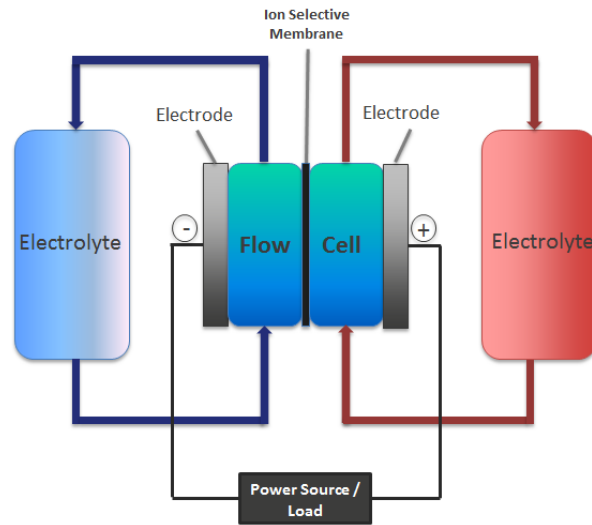 Ion Selective
Membrane
Electrode
Electrode
Electrolyte
-
Flow
Cell
+
Electrolyte
Power Source /
Load